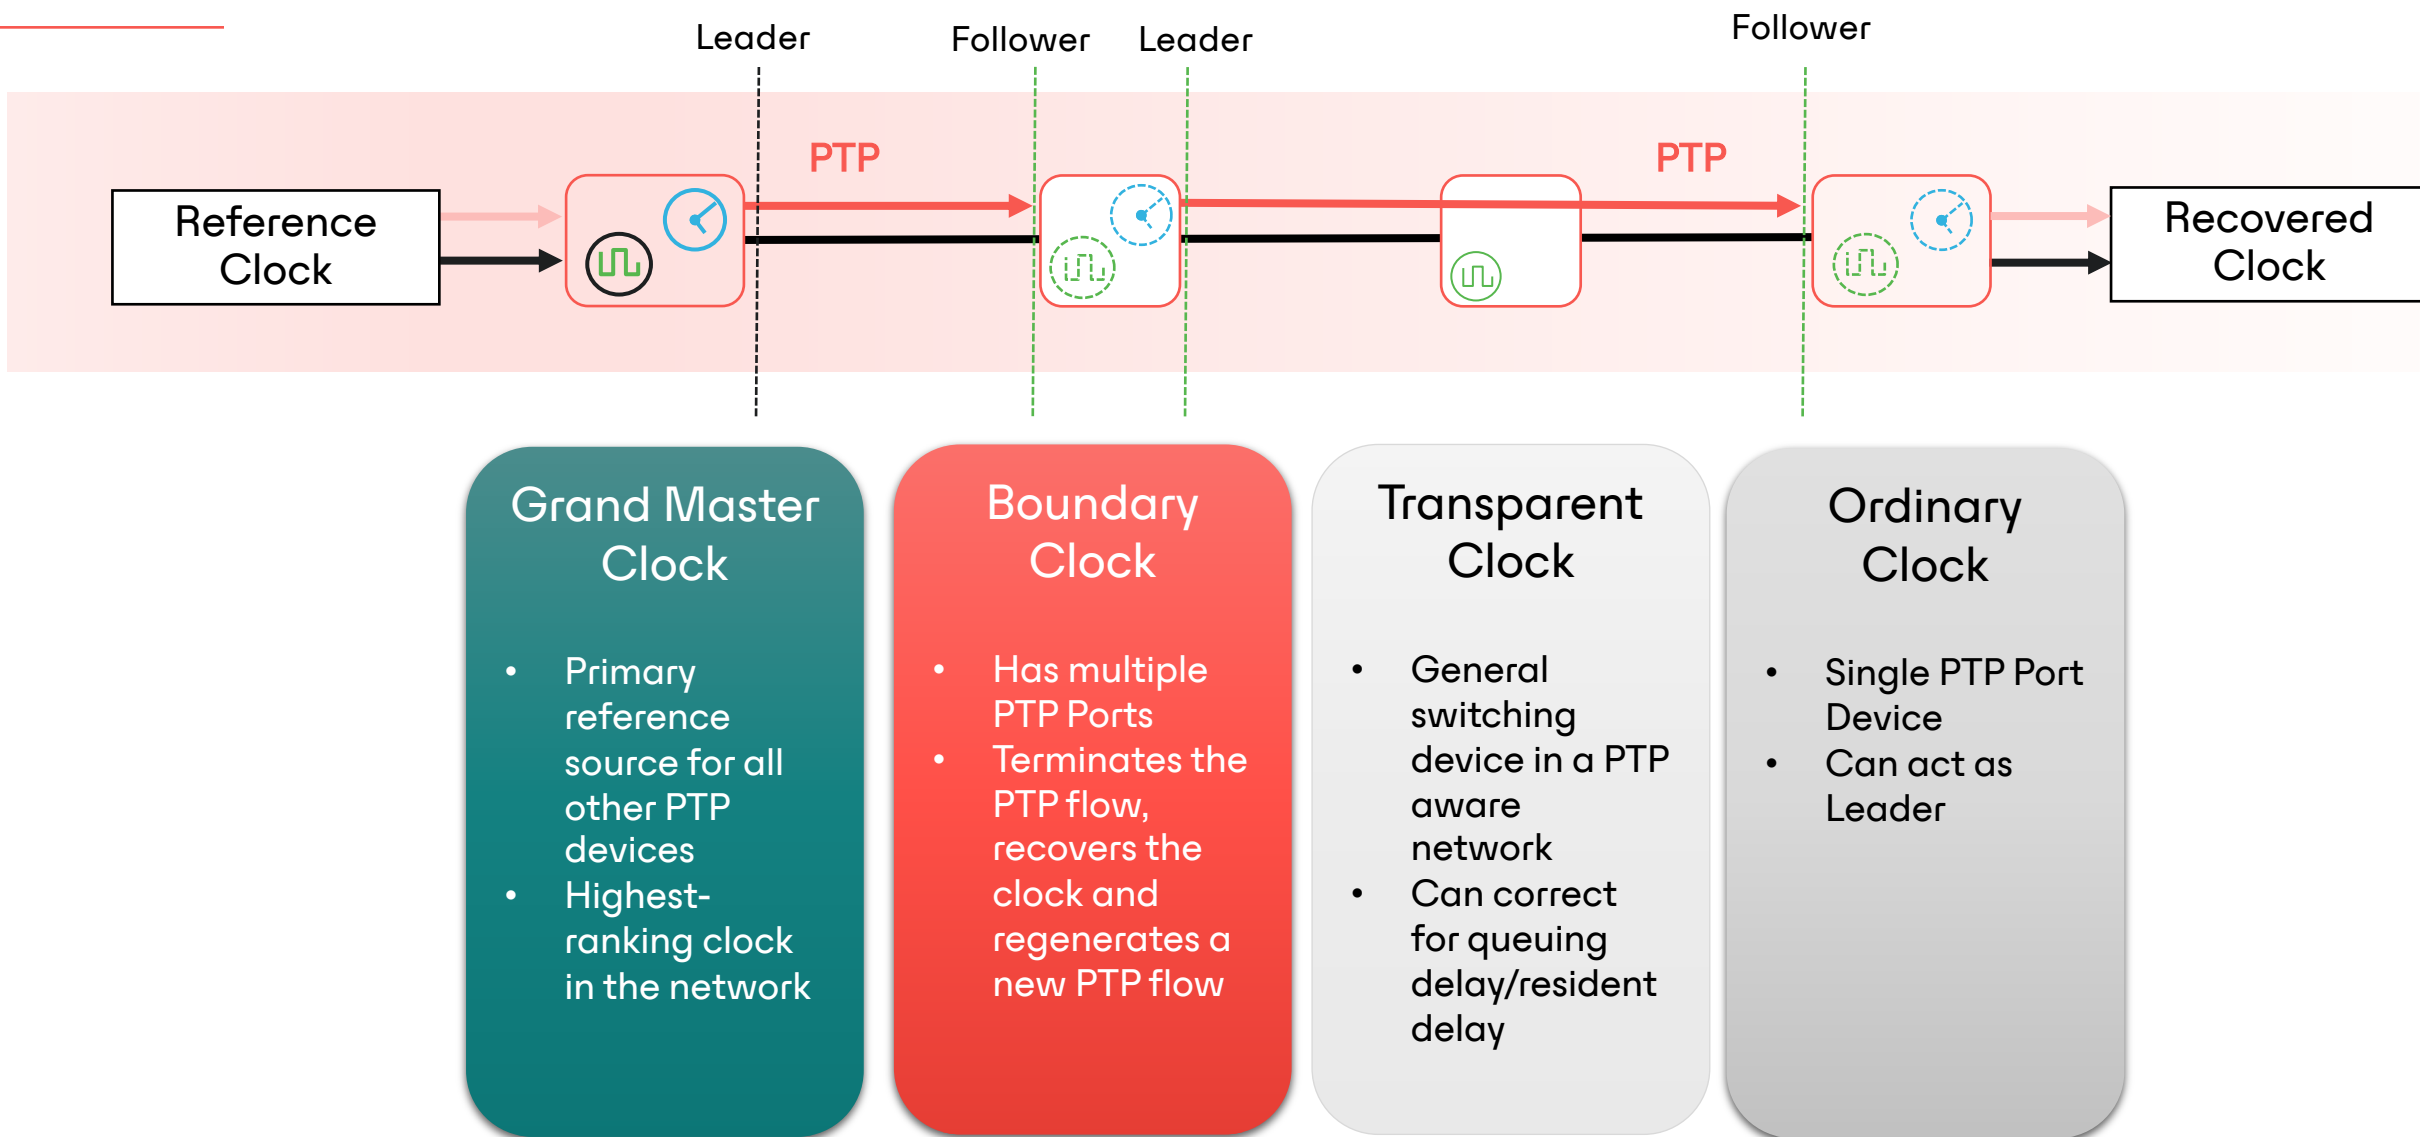 Leader
Follower
Leader
Follower
PTP
PTP
Reference
Clock
Recovered
Clock
Grand Master
Clock
• Primary
reference
source for all
other PTP
devices
• Highest-
ranking clock
in the network
Boundary
Clock
• Has multiple
PTP Ports
• Terminates the
PTP flow,
recovers the
clock and
regenerates a
new PTP flow
Transparent
Clock
• General
switching
device in a PTP
aware
network
• Can correct
for queuing
delay/resident
delay
Ordinary
Clock
• Single PTP Port
Device
• Can act as
Leader